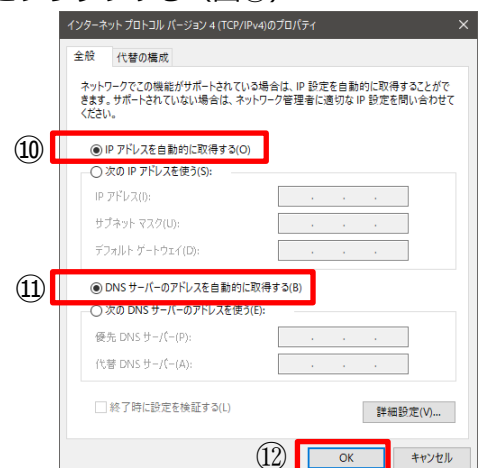 インターネット プロトコル バージョン 4 (TCP/IPv4)のプロパティ
全般 代替の構成
ネットワークでこの機能がサポートされている場合は、IP 設定を自動的に取得することがで
きます。サポートされていない場合は、ネットワーク管理者に適切な IP 設定を問い合わせて
ください。
⑩ IP アドレスを自動的に取得する(O)
次の IP アドレスを使う(S):
IP アドレス(I):
サブネット マスク(U):
デフォルト ゲートウェイ(D):
⑪ DNS サーバーのアドレスを自動的に取得する(B)
次の DNS サーバーのアドレスを使う(E):
優先 DNS サーバー(P):
代替 DNS サーバー(A):
終了時に設定を検証する(L)
詳細設定(V)...
⑫ OK キャンセル